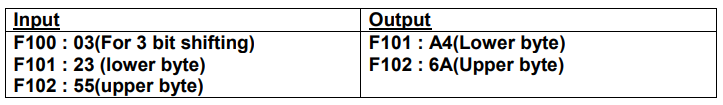 Input
F100 : 03(For 3 bit shifting)
F101 : 23 (lower byte)
F102 : 55(upper byte)
Output
F101 : A4(Lower byte)
F102 : 6A(Upper byte)